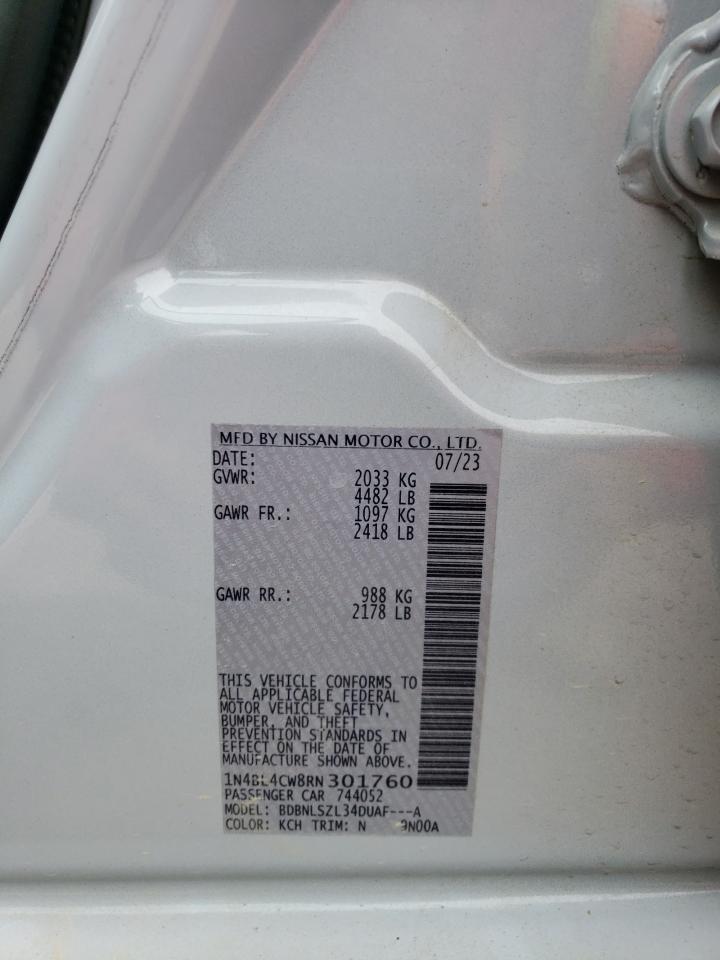 MFD BY NISSAN MOTOR CO., LTD.
DATE: 07/23
GVWR: 2033 KG
4482 LB
GAWR FR.: 1097 KG
2418 LB
GAWR RR.: 988 KG
2178 LB
THIS VEHICLE CONFORMS TO
ALL APPLICABLE FEDERAL
MOTOR VEHICLE SAFETY,
BUMPER, AND THEFT
PREVENTION STANDARDS IN
EFFECT ON THE DATE OF
MANUFACTURE SHOWN ABOVE.
1N4BL4CW8RN301760
PASSENGER CAR 744052
MODEL: BDBNLSZL34DUAF---A
COLOR: KCH TRIM: N 9N00A